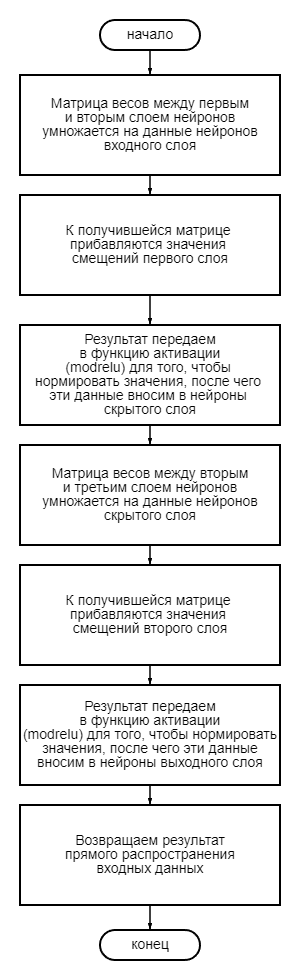 начало
Матрица весов между первым
и вторым слоем нейронов
умножается на данные нейронов
входного слоя
К получившейся матрице
прибавляются значения
смещений первого слоя
Результат передаем
в функцию активации
(modrelu) для того, чтобы
нормировать значения, после чего
эти данные вносим в нейроны
скрытого слоя
Матрица весов между вторым
и третьим слоем нейронов
умножается на данные нейронов
скрытого слоя
К получившейся матрице
прибавляются значения
смещений второго слоя
Результат передаем
в функцию активации
(modrelu) для того, чтобы нормировать
значения, после чего эти данные
вносим в нейроны выходного слоя
Возвращаем результат
прямого распространения
входных данных
конец